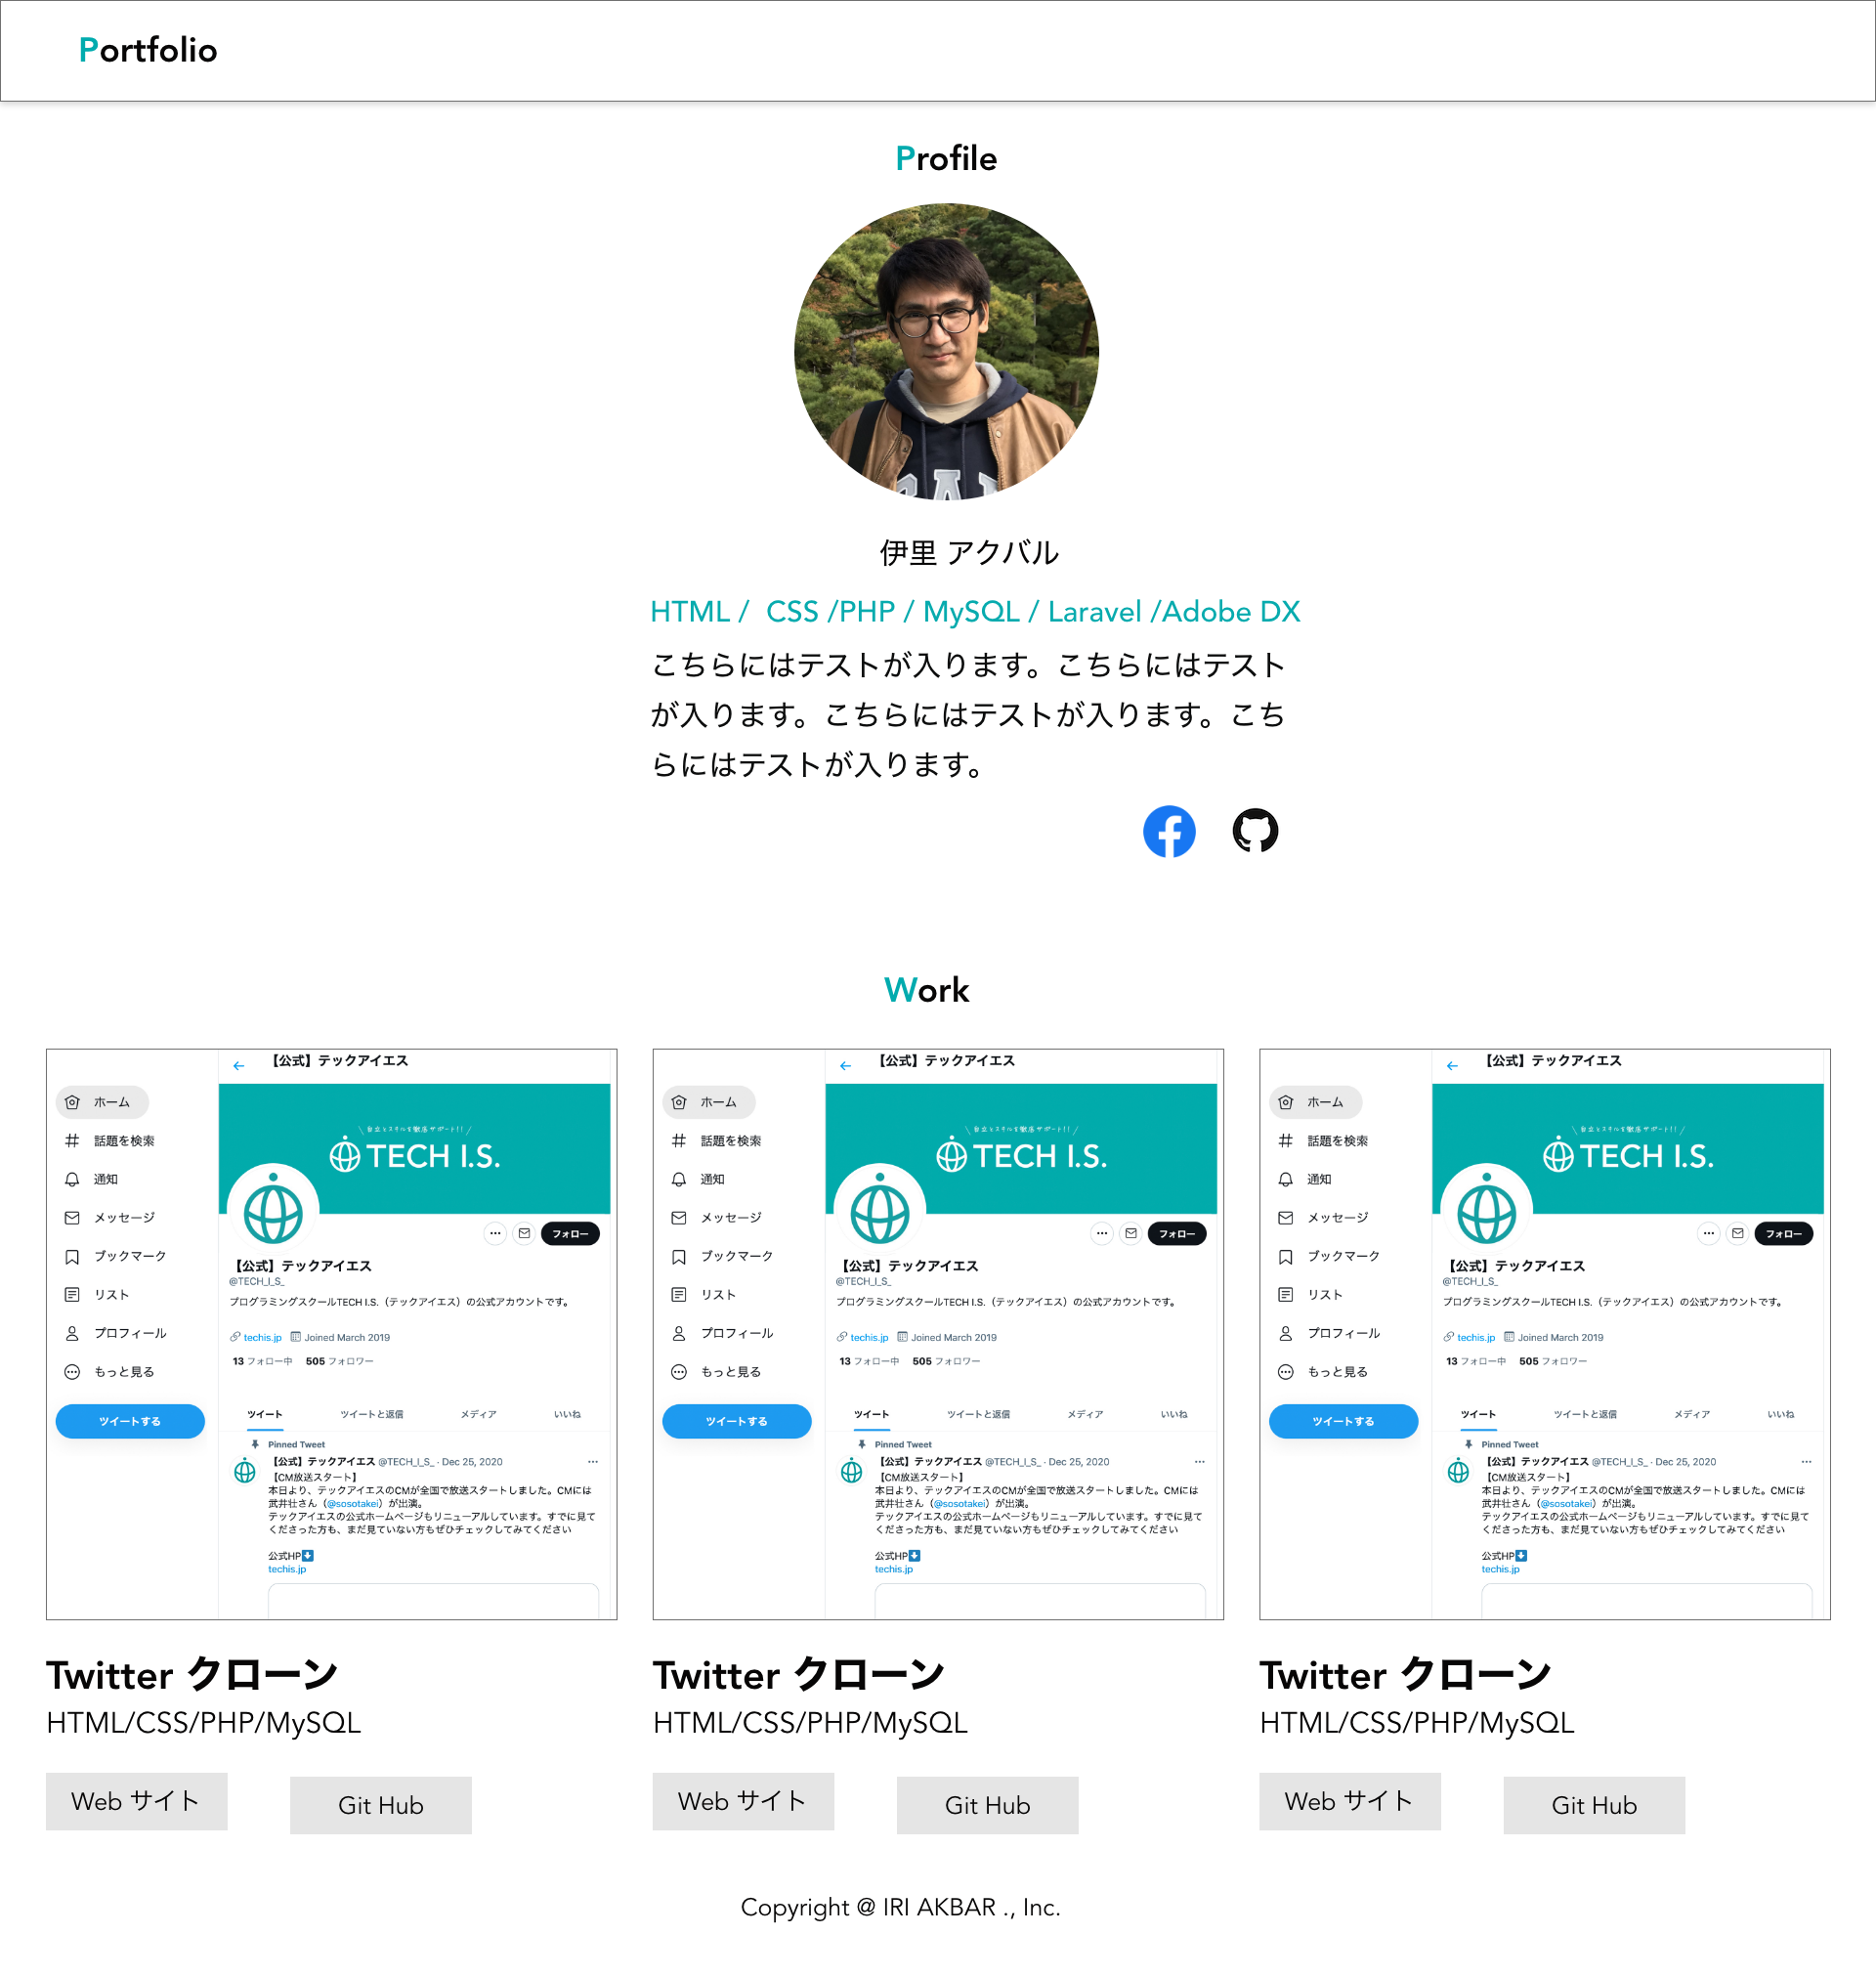 Portfolio
Profile
伊里 アクバル
HTML /  CSS /PHP / MySQL / Laravel /Adobe DX
こちらにはテストが入ります。こちらにはテスト
が入ります。こちらにはテストが入ります。こち
らにはテストが入ります。
Work
ホーム
話題を検索
通知
メッセージ
ブックマーク
リスト
プロフィール
もっと見る
ツイートする
【公式】テックアイエス
自立とスキルを徹底サポート!!
TECH I.S.
フォロー
【公式】テックアイエス
@TECH_I_S_
プログラミングスクールTECH I.S.（テックアイエス）の公式アカウントです。
techis.jp Joined March 2019
13 フォロー中 505 フォロワー
ツイート ツイートと返信 メディア いいね
Pinned Tweet
【公式】テックアイエス @TECH_I_S_ · Dec 25, 2020
【CM放送スタート】
本日より、テックアイエスのCMが全国で放送スタートしました。CMには
武井壮さん（@sosotakei）が出演。
テックアイエスの公式ホームページもリニューアルしています。すでに見て
くださった方も、まだ見ていない方もぜひチェックしてみてください
公式HP
techis.jp
Twitter クローン
HTML/CSS/PHP/MySQL
Web サイト
Git Hub
ホーム
話題を検索
通知
メッセージ
ブックマーク
リスト
プロフィール
もっと見る
ツイートする
【公式】テックアイエス
自立とスキルを徹底サポート!!
TECH I.S.
フォロー
【公式】テックアイエス
@TECH_I_S_
プログラミングスクールTECH I.S.（テックアイエス）の公式アカウントです。
techis.jp Joined March 2019
13 フォロー中 505 フォロワー
ツイート ツイートと返信 メディア いいね
Pinned Tweet
【公式】テックアイエス @TECH_I_S_ · Dec 25, 2020
【CM放送スタート】
本日より、テックアイエスのCMが全国で放送スタートしました。CMには
武井壮さん（@sosotakei）が出演。
テックアイエスの公式ホームページもリニューアルしています。すでに見て
くださった方も、まだ見ていない方もぜひチェックしてみてください
公式HP
techis.jp
Twitter クローン
HTML/CSS/PHP/MySQL
Web サイト
Git Hub
ホーム
話題を検索
通知
メッセージ
ブックマーク
リスト
プロフィール
もっと見る
ツイートする
【公式】テックアイエス
自立とスキルを徹底サポート!!
TECH I.S.
フォロー
【公式】テックアイエス
@TECH_I_S_
プログラミングスクールTECH I.S.（テックアイエス）の公式アカウントです。
techis.jp Joined March 2019
13 フォロー中 505 フォロワー
ツイート ツイートと返信 メディア いいね
Pinned Tweet
【公式】テックアイエス @TECH_I_S_ · Dec 25, 2020
【CM放送スタート】
本日より、テックアイエスのCMが全国で放送スタートしました。CMには
武井壮さん（@sosotakei）が出演。
テックアイエスの公式ホームページもリニューアルしています。すでに見て
くださった方も、まだ見ていない方もぜひチェックしてみてください
公式HP
techis.jp
Twitter クローン
HTML/CSS/PHP/MySQL
Web サイト
Git Hub
Copyright @ IRI AKBAR ., Inc.